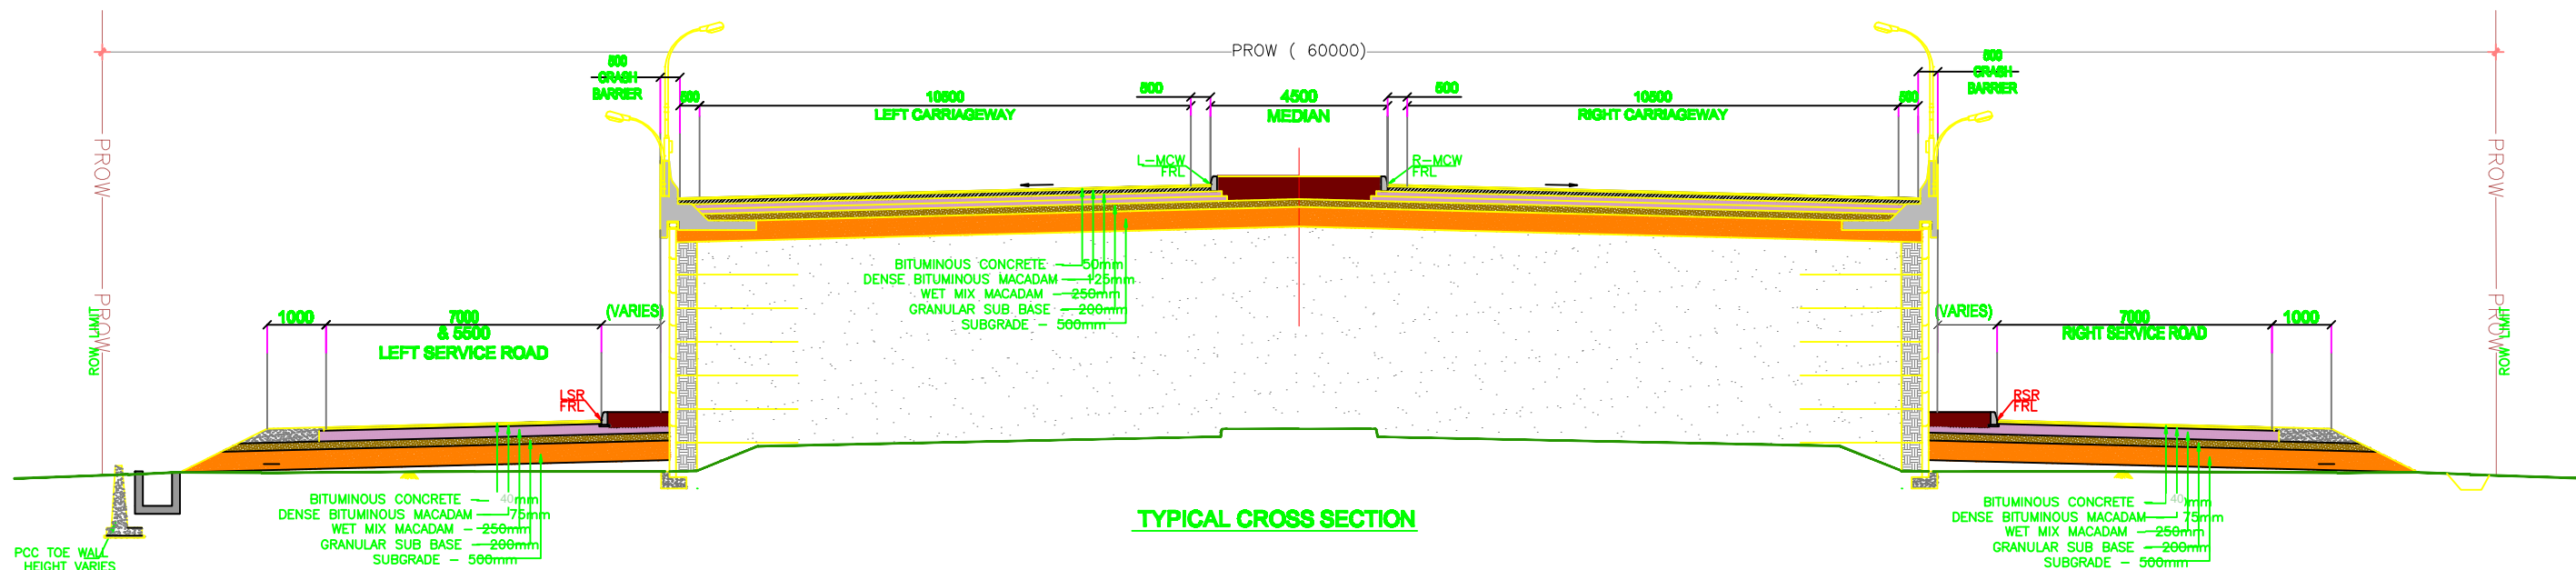 PROW ( 60000)
500
CRASH
BARRIER
500
10500
LEFT CARRIAGEWAY
500
4500
MEDIAN
500
10500
RIGHT CARRIAGEWAY
500
500
CRASH
BARRIER
PROW
PROW
ROW LIMIT
PROW
PROW
ROW LIMIT
L-MCW
FRL
R-MCW
FRL
BITUMINOUS CONCRETE - 50mm
DENSE BITUMINOUS MACADAM - 125mm
WET MIX MACADAM - 250mm
GRANULAR SUB BASE - 200mm
SUBGRADE - 500mm
1000
7000
& 5500
LEFT SERVICE ROAD
(VARIES)
(VARIES)
7000
RIGHT SERVICE ROAD
1000
LSR
FRL
RSR
FRL
BITUMINOUS CONCRETE - 40mm
DENSE BITUMINOUS MACADAM 75mm
WET MIX MACADAM - 250mm
GRANULAR SUB BASE - 200mm
SUBGRADE - 500mm
TYPICAL CROSS SECTION
BITUMINOUS CONCRETE - 40mm
DENSE BITUMINOUS MACADAM 75mm
WET MIX MACADAM - 250mm
GRANULAR SUB BASE - 200mm
SUBGRADE - 500mm
PCC TOE WALL
HEIGHT VARIES